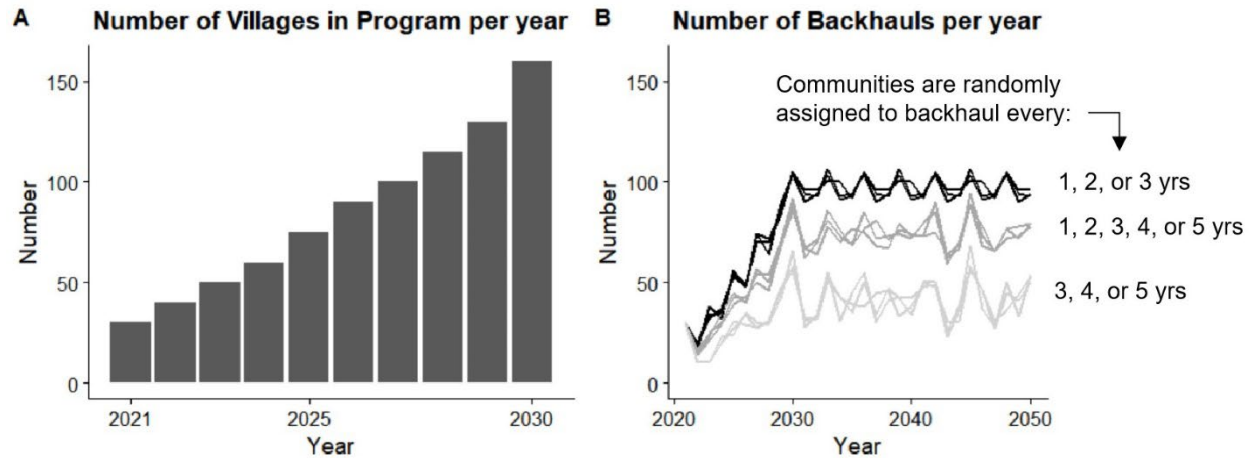 A Number of Villages in Program per year
Number
150
100
50
0
2021
2025
2030
Year
B Number of Backhauls per year
Number
150
100
50
0
2020
2030
2040
2050
Year
Communities are randomly
assigned to backhaul every:
1, 2, or 3 yrs
1, 2, 3, 4, or 5 yrs
3, 4, or 5 yrs